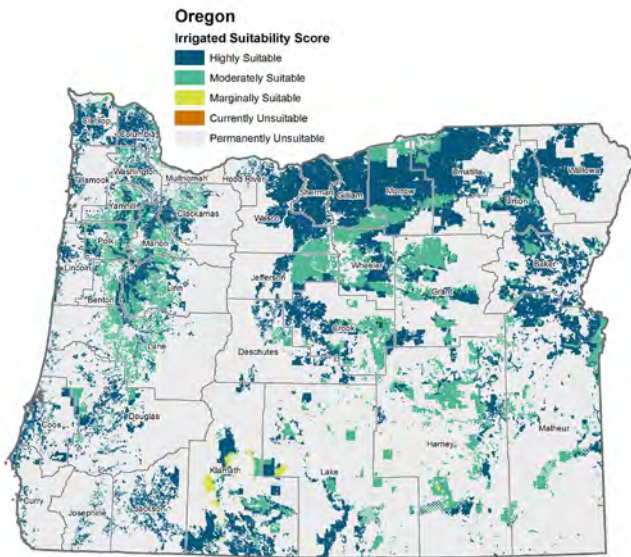 Oregon
Irrigated Suitability Score
Highly Suitable
Moderately Suitable
Marginally Suitable
Currently Unsuitable
Permanently Unsuitable
Clatsop
Columbia
Tillamook
Washington
Multnomah
Hood River
Yamhill
Clackamas
Wasco
Sherman
Gilliam
Morrow
Umatilla
Union
Wallowa
Polk
Marion
Lincoln
Benton
Linn
Jefferson
Wheeler
Grant
Baker
Lane
Deschutes
Crook
Coos
Douglas
Klamath
Lake
Harney
Malheur
Curry
Josephine
Jackson